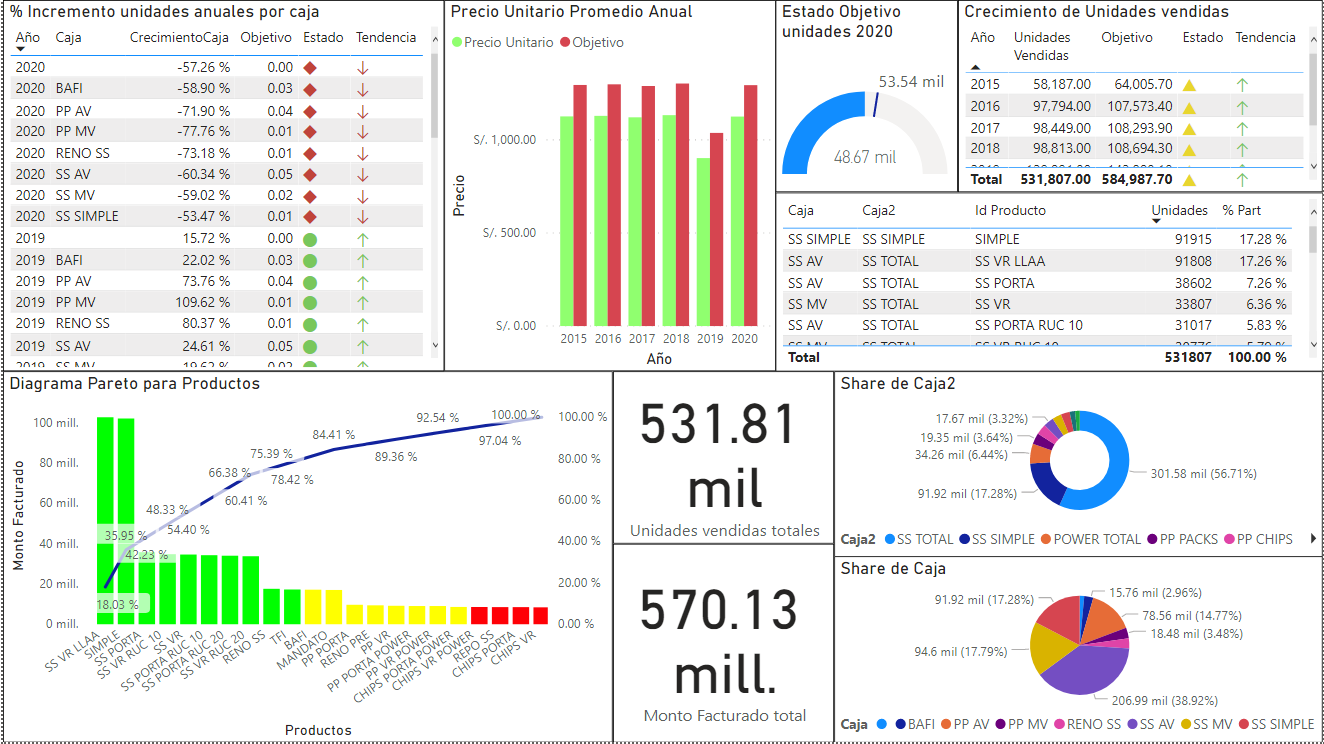 % Incremento unidades anuales por caja
Año Caja CrecimientoCaja Objetivo Estado Tendencia
2020 -57.26 % 0.00
2020 BAFI -58.90 % 0.03
2020 PP AV -71.90 % 0.04
2020 PP MV -77.76 % 0.01
2020 RENO SS -73.18 % 0.01
2020 SS AV -60.34 % 0.05
2020 SS MV -59.02 % 0.02
2020 SS SIMPLE -53.47 % 0.01
2019 15.72 % 0.00
2019 BAFI 22.02 % 0.03
2019 PP AV 73.76 % 0.04
2019 PP MV 109.62 % 0.01
2019 RENO SS 80.37 % 0.01
2019 SS AV 24.61 % 0.05
Precio Unitario Promedio Anual
Precio Unitario Objetivo
Precio
S/. 1,000.00
S/. 500.00
S/. 0.00
2015 2016 2017 2018 2019 2020
Año
Estado Objetivo
unidades 2020
53.54 mil
48.67 mil
Crecimiento de Unidades vendidas
Año Unidades Objetivo Estado Tendencia
Vendidas
2015 58,187.00 64,005.70
2016 97,794.00 107,573.40
2017 98,449.00 108,293.90
2018 98,813.00 108,694.30
Total 531,807.00 584,987.70
Caja Caja2 Id Producto Unidades % Part
SS SIMPLE SS SIMPLE SIMPLE 91915 17.28 %
SS AV SS TOTAL SS VR LLAA 91808 17.26 %
SS AV SS TOTAL SS PORTA 38602 7.26 %
SS MV SS TOTAL SS VR 33807 6.36 %
SS AV SS TOTAL SS PORTA RUC 10 31017 5.83 %
Total 531807 100.00 %
Diagrama Pareto para Productos
Monto Facturado
100 mill.
80 mill.
60 mill.
40 mill.
20 mill.
0 mill.
18.03 %
35.95 %
42.23 %
48.33 %
54.40 %
60.41 %
66.38 %
75.39 %
78.42 %
84.41 %
89.36 %
92.54 %
97.04 %
100.00 %
100.00 %
80.00 %
60.00 %
40.00 %
20.00 %
0.00 %
SS VR LLAA
SIMPLE
SS PORTA
SS VR RUC 10
SS VR
SS PORTA RUC 10
SS PORTA RUC 20
SS VR RUC 20
RENO SS
TFI
BAFI
MANDATO
PP PORTA
RENO PRE
PP VR
PP PORTA POWER
PP VR POWER
CHIPS PORTA POWER
CHIPS VR POWER
REPO SS
CHIPS PORTA
CHIPS VR
Productos
531.81
mil
Unidades vendidas totales
570.13
mill.
Monto Facturado total
Share de Caja2
17.67 mil (3.32%)
19.35 mil (3.64%)
34.26 mil (6.44%)
91.92 mil (17.28%)
301.58 mil (56.71%)
Caja2 SS TOTAL SS SIMPLE POWER TOTAL PP PACKS PP CHIPS
Share de Caja
91.92 mil (17.28%)
15.76 mil (2.96%)
78.56 mil (14.77%)
18.48 mil (3.48%)
94.6 mil (17.79%)
206.99 mil (38.92%)
Caja BAFI PP AV PP MV RENO SS SS AV SS MV SS SIMPLE